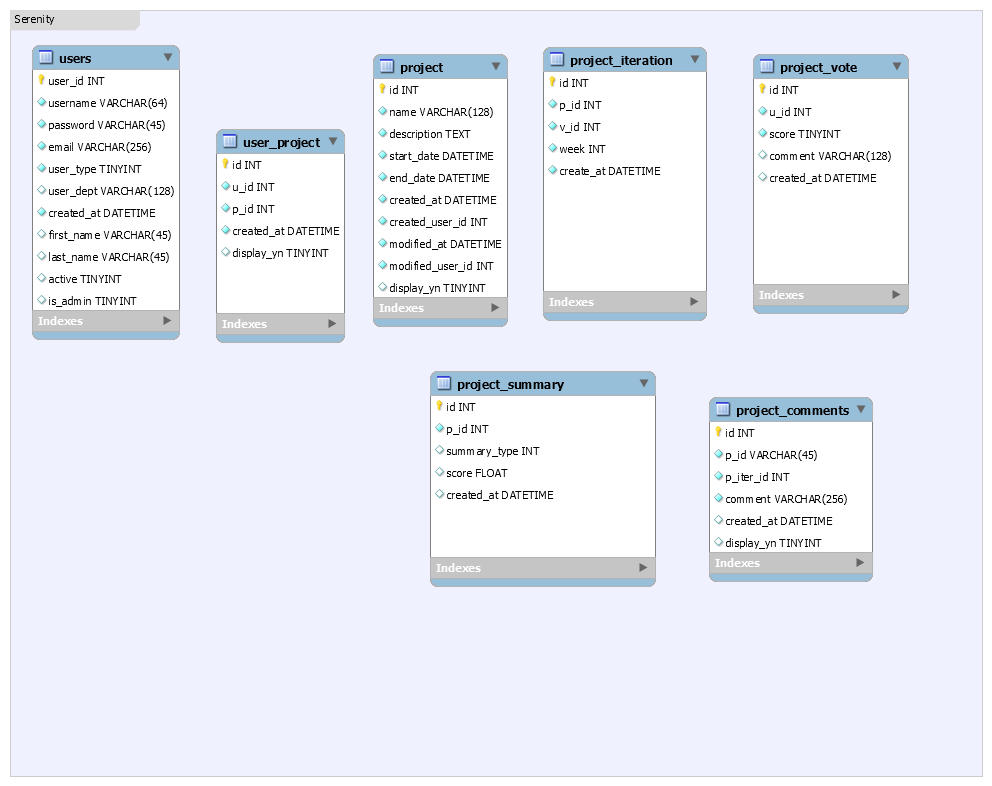 Serenity
users
user_id INT
username VARCHAR(64)
password VARCHAR(45)
email VARCHAR(256)
user_type TINYINT
user_dept VARCHAR(128)
created_at DATETIME
first_name VARCHAR(45)
last_name VARCHAR(45)
active TINYINT
is_admin TINYINT
Indexes
user_project
id INT
u_id INT
p_id INT
created_at DATETIME
display_yn TINYINT
Indexes
project
id INT
name VARCHAR(128)
description TEXT
start_date DATETIME
end_date DATETIME
created_at DATETIME
created_user_id INT
modified_at DATETIME
modified_user_id INT
display_yn TINYINT
Indexes
project_iteration
id INT
p_id INT
v_id INT
week INT
create_at DATETIME
Indexes
project_vote
id INT
u_id INT
score TINYINT
comment VARCHAR(128)
created_at DATETIME
Indexes
project_summary
id INT
p_id INT
summary_type INT
score FLOAT
created_at DATETIME
Indexes
project_comments
id INT
p_id VARCHAR(45)
p_iter_id INT
comment VARCHAR(256)
created_at DATETIME
display_yn TINYINT
Indexes